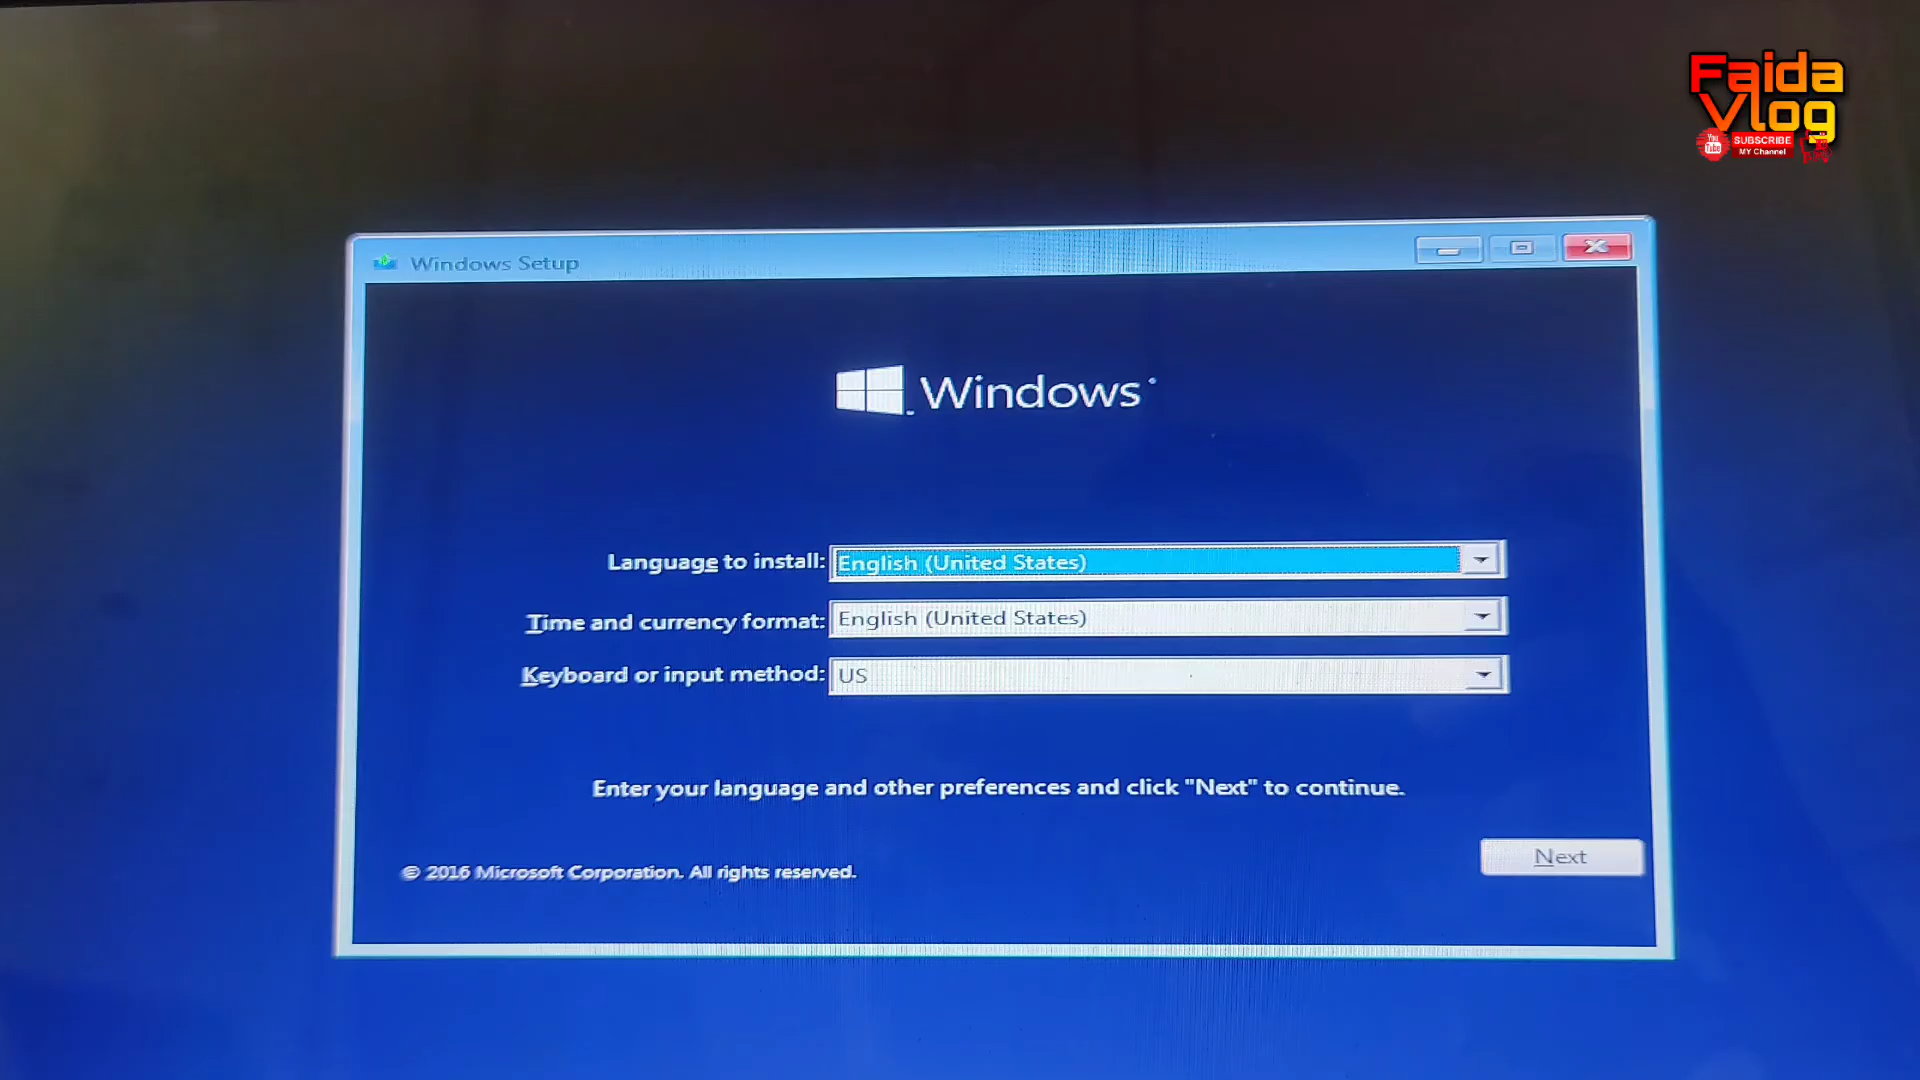 Faida
Vlog
You
Tube
SUBSCRIBE
MY Channel
Windows Setup
Windows
Language to install: English (United States)
Time and currency format: English (United States)
Keyboard or input method: US
Enter your language and other preferences and click "Next" to continue.
© 2016 Microsoft Corporation. All rights reserved.
Next